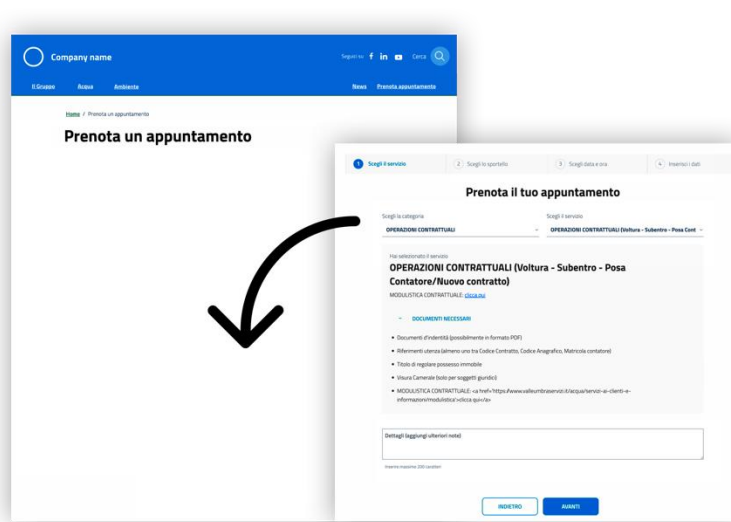 Company name
Seguici su
Cerca
Il Gruppo Acqua Ambiente
News Prenota appuntamento
Home / Prenota un appuntamento
Prenota un appuntamento
1 Scegli il servizio
2 Scegli lo sportello
3 Scegli data e ora
4 Inserisci i dati
Prenota il tuo appuntamento
Scegli la categoria
OPERAZIONI CONTRATTUALI
Scegli il servizio
OPERAZIONI CONTRATTUALI (Voltura - Subentro - Posa Cont
Hai selezionato il servizio
OPERAZIONI CONTRATTUALI (Voltura - Subentro - Posa
Contatore/Nuovo contratto)
MODULISTICA CONTRATTUALE: clicca qui
DOCUMENTI NECESSARI
Documenti d'indentità (possibilmente in formato PDF)
Riferimenti utenza (almeno uno tra Codice Contratto, Codice Anagrafico, Matricola contatore)
Titolo di regolare possesso immobile
Visura Camerale (solo per soggetti giuridici)
MODULISTICA CONTRATTUALE: <a href='https://www.valleumbraservizi.it/acqua/servizi-ai-clienti-e-
informazioni/modulistica'>clicca qui</a>
Dettagli (aggiungi ulteriori note)
Inserire massimo 200 caratteri
INDIETRO
AVANTI